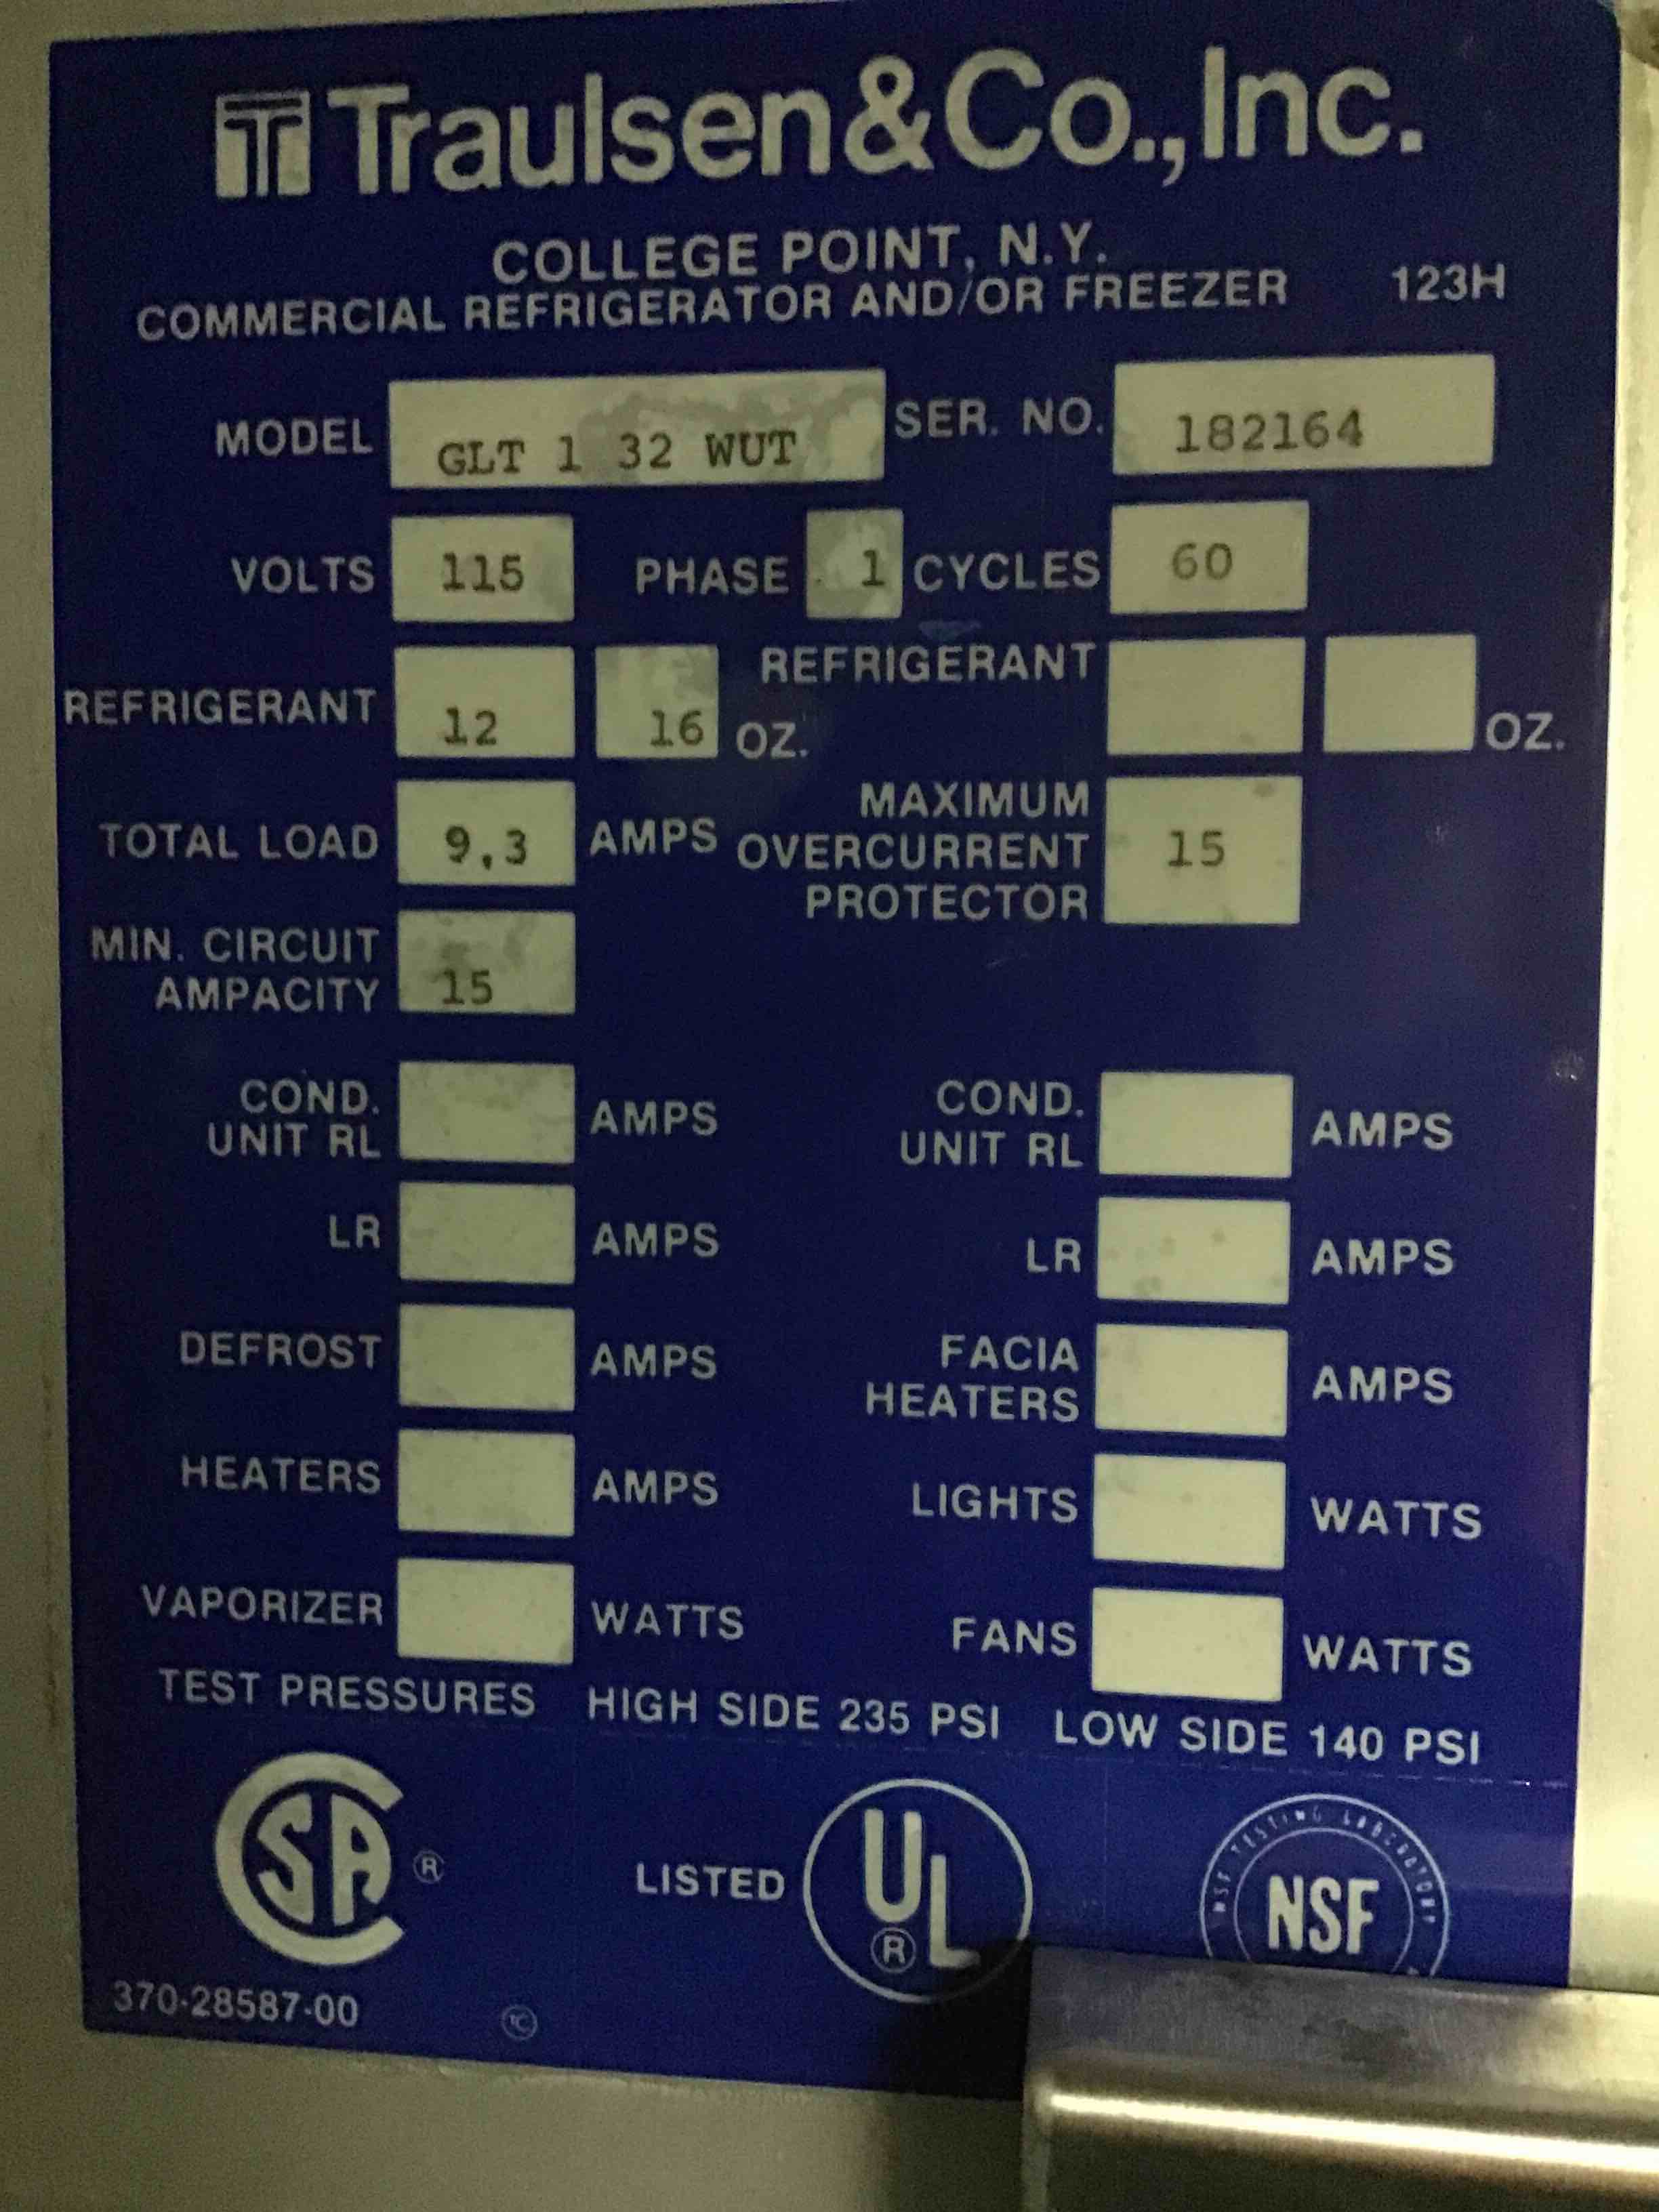 Traulsen & Co., Inc.
COLLEGE POINT, N.Y.
COMMERCIAL REFRIGERATOR AND/OR FREEZER 123H
MODEL GLT 1 32 WUT SER. NO. 182164
VOLTS 115 PHASE 1 CYCLES 60
REFRIGERANT 12 16 OZ. REFRIGERANT OZ.
TOTAL LOAD 9,3 AMPS MAXIMUM OVERCURRENT PROTECTOR 15
MIN. CIRCUIT
AMPACITY 15
COND. UNIT RL AMPS COND. UNIT RL AMPS
LR AMPS LR AMPS
DEFROST AMPS FACIA HEATERS AMPS
HEATERS AMPS LIGHTS WATTS
VAPORIZER WATTS FANS WATTS
TEST PRESSURES HIGH SIDE 235 PSI LOW SIDE 140 PSI
SA ® LISTED UL ® NSF TESTING LABORATORY NSF
370-28587-00